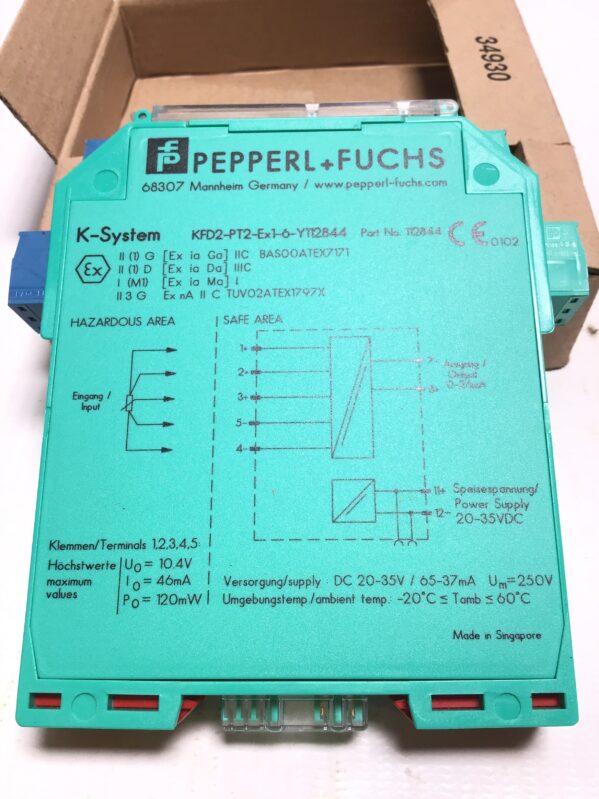 34930
PEPPERL+FUCHS
68307 Mannheim Germany / www.pepperl-fuchs.com
K-System KFD2-PT2-Ex1-6-Y112844 Part No. 112844 CE 0102
Ex II (1) G [Ex ia Ga] IIC BAS00ATEX7171
II (1) D [Ex ia Da] IIIC
I (M1) [Ex ia Ma] I
II 3 G Ex nA II C TUV02ATEX1797X
HAZARDOUS AREA SAFE AREA
Eingang /
Input
1+
2+
3+
5-
4-
7-
8+
Ausgang /
Output
11+
12-
Speisespannung/
Power Supply
20-35VDC
Klemmen/Terminals 1,2,3,4,5:
Höchstwerte U0 = 10.4V
maximum I0 = 46mA
values P0 = 120mW
Versorgung/supply : DC 20-35V / 65-37mA Um=250V
Umgebungstemp./ambient temp: -20°C ≤ Tamb ≤ 60°C
Made in Singapore